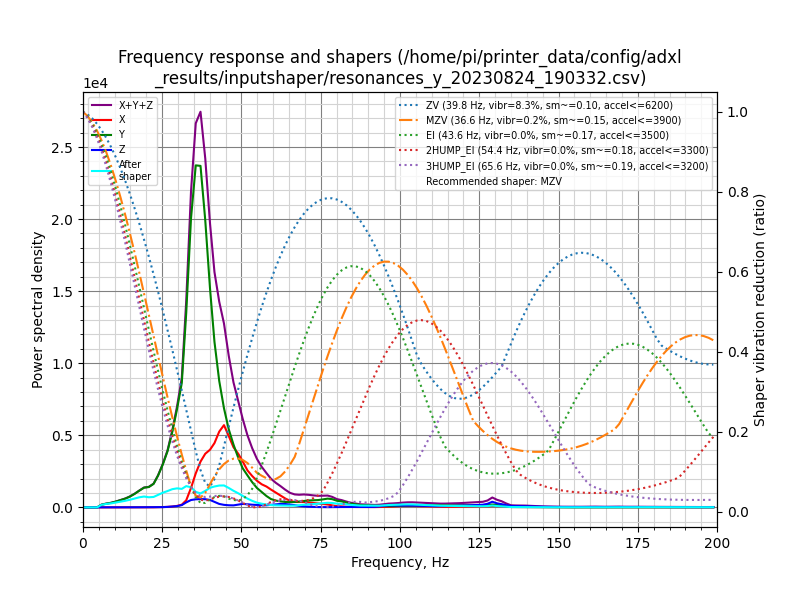 Frequency response and shapers (/home/pi/printer_data/config/adxl
_results/inputshaper/resonances_y_20230824_190332.csv)
1e4
X+Y+Z
X
Y
Z
After
shaper
ZV (39.8 Hz, vibr=8.3%, sm~=0.10, accel<=6200)
MZV (36.6 Hz, vibr=0.2%, sm~=0.15, accel<=3900)
EI (43.6 Hz, vibr=0.0%, sm~=0.17, accel<=3500)
2HUMP_EI (54.4 Hz, vibr=0.0%, sm~=0.18, accel<=3300)
3HUMP_EI (65.6 Hz, vibr=0.0%, sm~=0.19, accel<=3200)
Recommended shaper: MZV
Power spectral density
2.5
2.0
1.5
1.0
0.5
0.0
1.0
0.8
0.6
0.4
0.2
0.0
Shaper vibration reduction (ratio)
0 25 50 75 100 125 150 175 200
Frequency, Hz